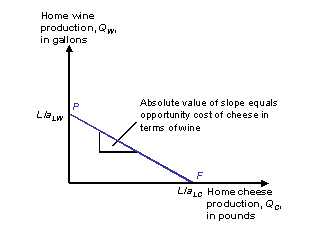 Home wine
production, Q_W,
in gallons
P
Absolute value of slope equals
opportunity cost of cheese in
terms of wine
L/a_LW
F
L/a_LC Home cheese
production, Q_C,
in pounds